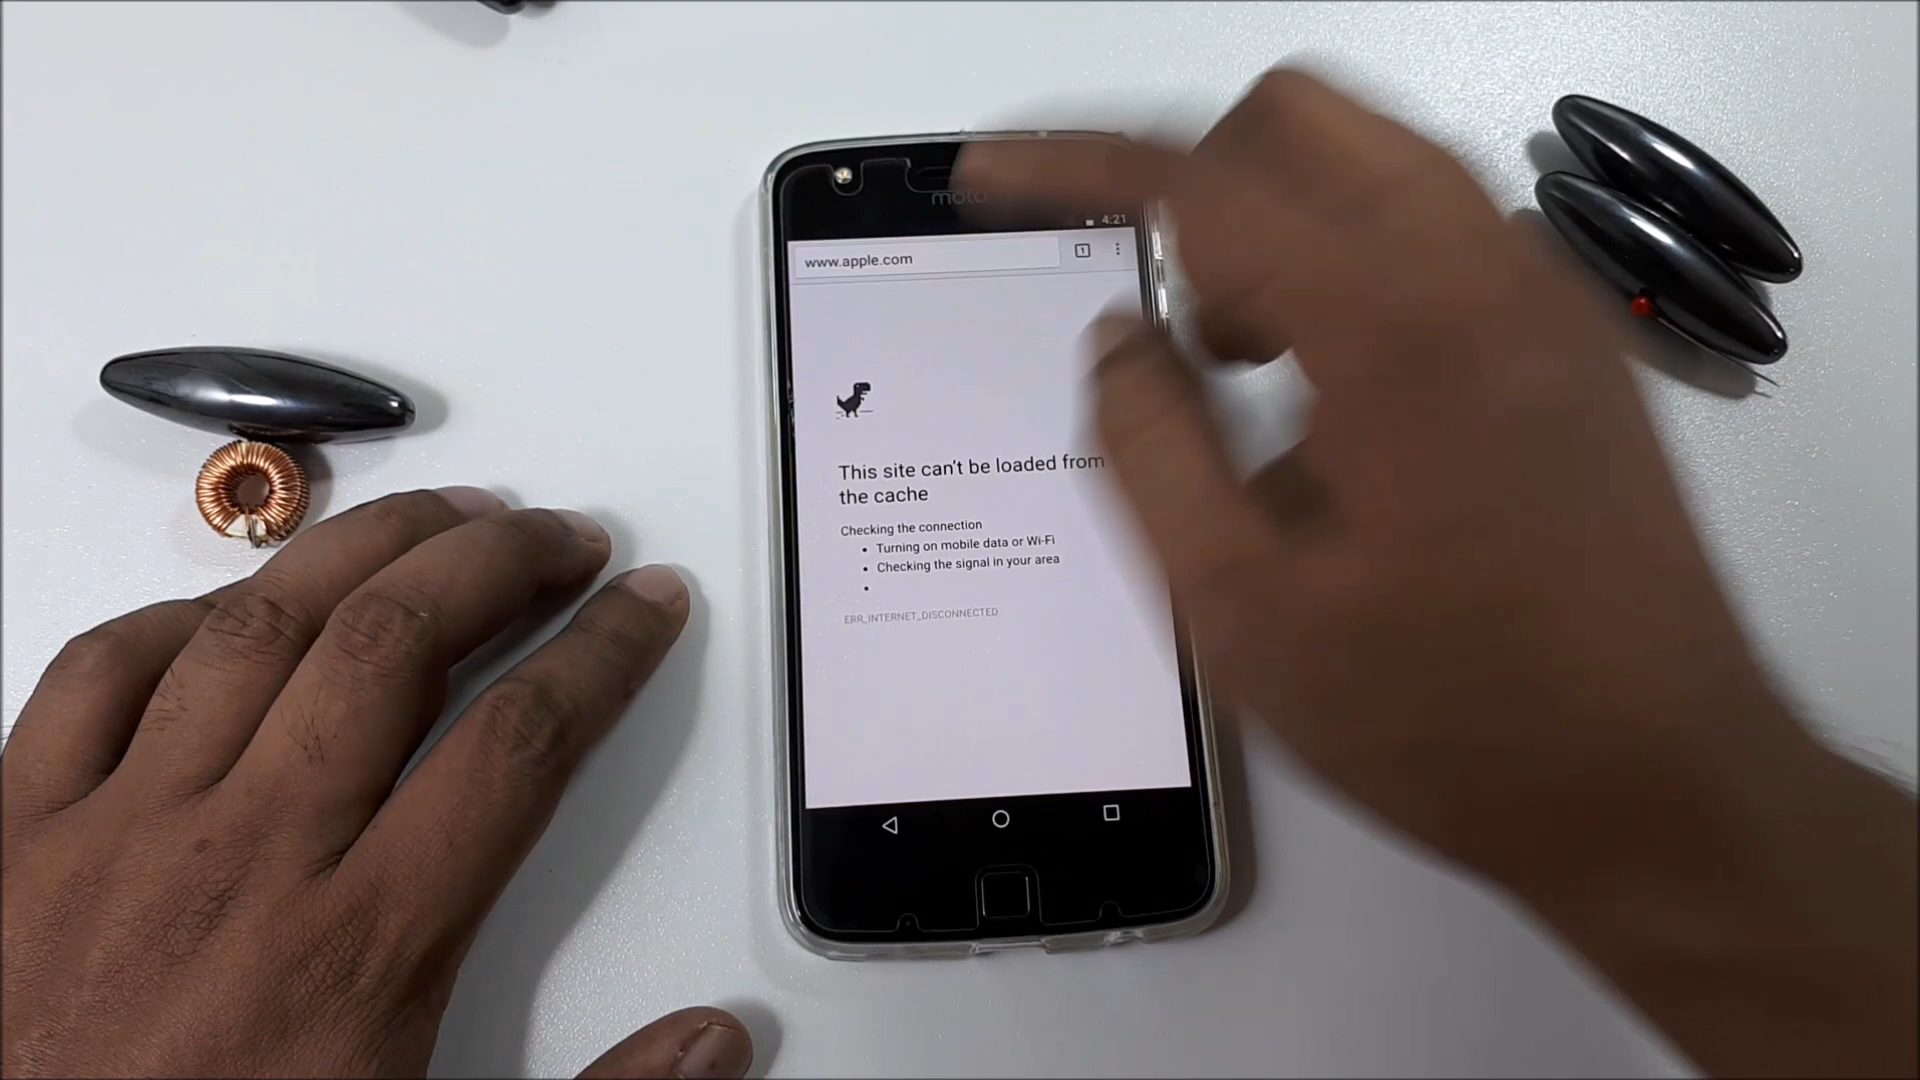 moto
4:21
www.apple.com
1
This site can't be loaded from
the cache
Checking the connection
Turning on mobile data or Wi-Fi
Checking the signal in your area
ERR_INTERNET_DISCONNECTED